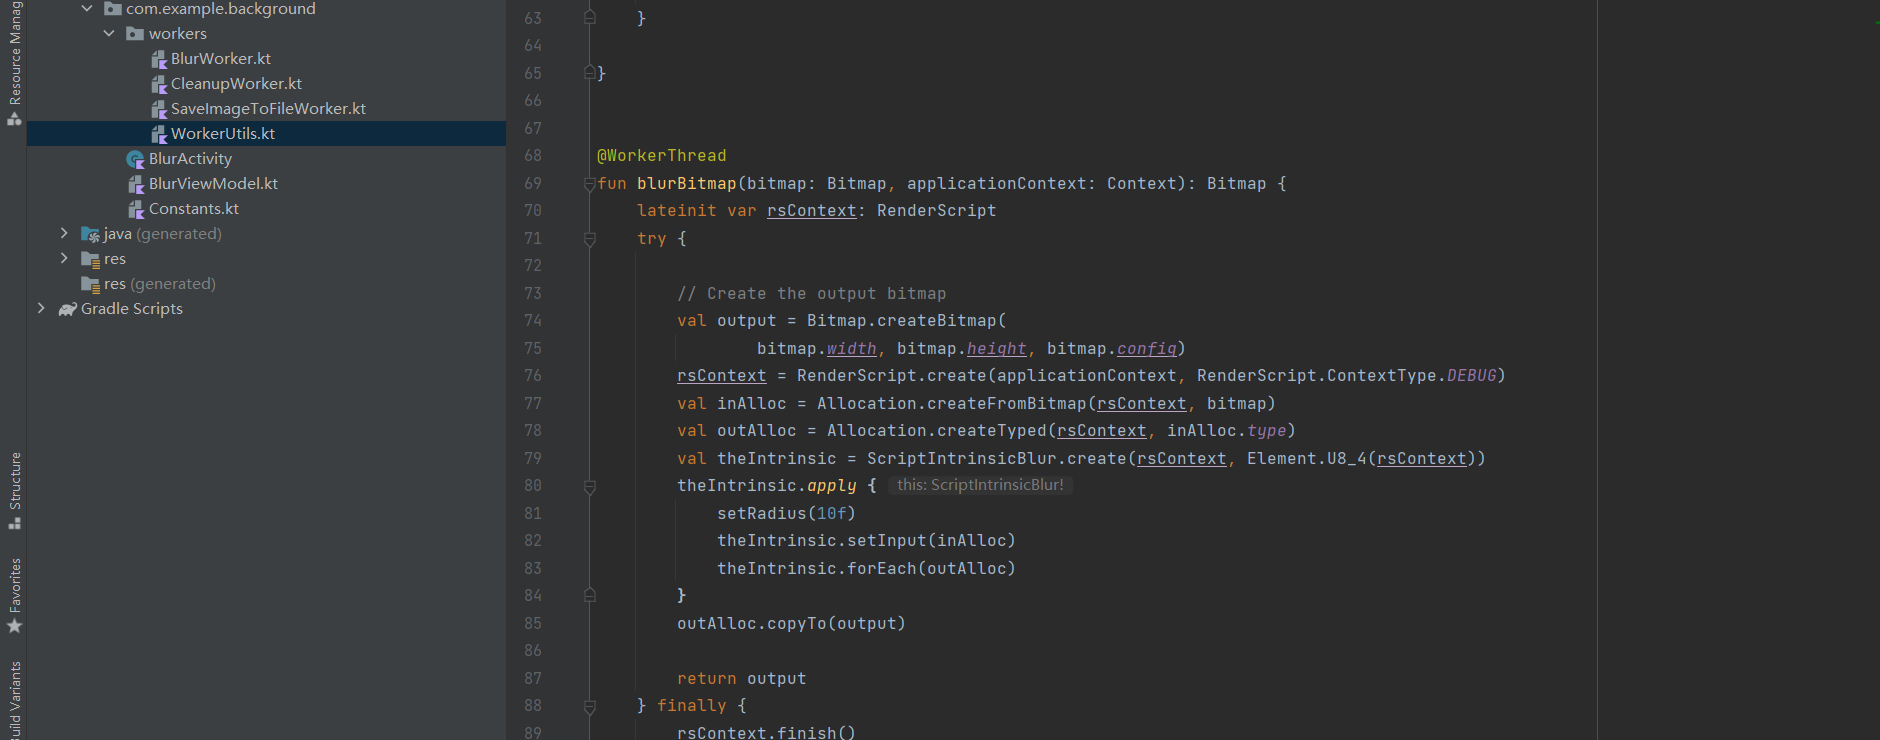 Resource Manag
Structure
Favorites
Build Variants
com.example.background
workers
BlurWorker.kt
CleanupWorker.kt
SaveImageToFileWorker.kt
WorkerUtils.kt
BlurActivity
BlurViewModel.kt
Constants.kt
java (generated)
res
res (generated)
Gradle Scripts
63 }
64
65 }
66
67
68 @WorkerThread
69 fun blurBitmap(bitmap: Bitmap, applicationContext: Context): Bitmap {
70 lateinit var rsContext: RenderScript
71 try {
72
73 // Create the output bitmap
74 val output = Bitmap.createBitmap(
75 bitmap.width, bitmap.height, bitmap.config)
76 rsContext = RenderScript.create(applicationContext, RenderScript.ContextType.DEBUG)
77 val inAlloc = Allocation.createFromBitmap(rsContext, bitmap)
78 val outAlloc = Allocation.createTyped(rsContext, inAlloc.type)
79 val theIntrinsic = ScriptIntrinsicBlur.create(rsContext, Element.U8_4(rsContext))
80 theIntrinsic.apply { this: ScriptIntrinsicBlur!
81 setRadius(10f)
82 theIntrinsic.setInput(inAlloc)
83 theIntrinsic.forEach(outAlloc)
84 }
85 outAlloc.copyTo(output)
86
87 return output
88 } finally {
89 rsContext.finish()